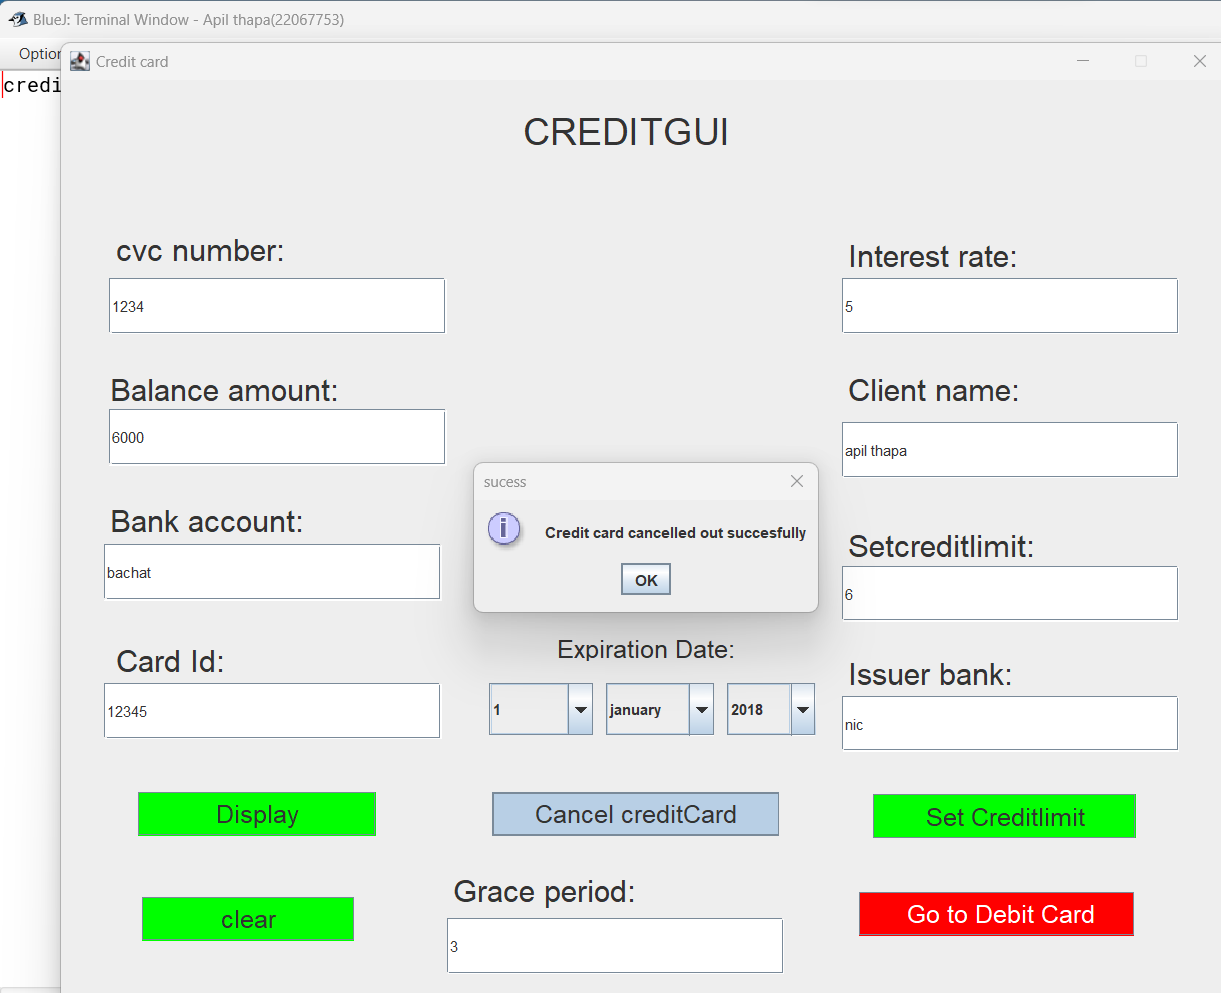 BlueJ: Terminal Window - Apil thapa(22067753)
Option
Credit card
credi
CREDITGUI
cvc number:
Interest rate:
1234
5
Balance amount:
Client name:
6000
apil thapa
sucess
Credit card cancelled out succesfully
OK
Bank account:
Setcreditlimit:
bachat
6
Expiration Date:
Card Id:
Issuer bank:
12345
1
january
2018
nic
Display
Cancel creditCard
Set Creditlimit
Grace period:
clear
Go to Debit Card
3